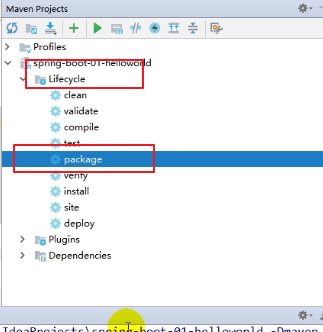 Maven Projects
Profiles
spring-boot-01-helloworld
Lifecycle
clean
validate
compile
test
package
verify
install
site
deploy
Plugins
Dependencies
IdeaProjects\spring-boot-01-helloworld -Dmaven